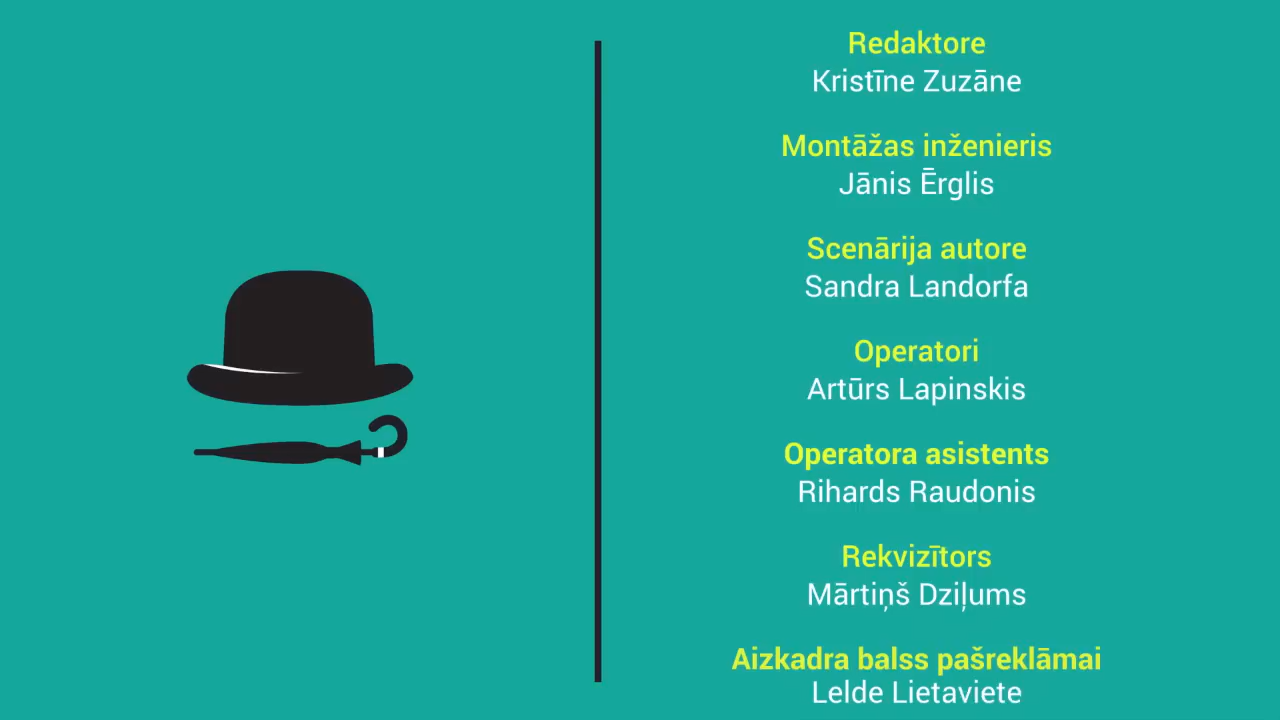 Redaktore
Kristīne Zuzāne
Montāžas inženieris
Jānis Ērglis
Scenārija autore
Sandra Landorfa
Operatori
Artūrs Lapinskis
Operatora asistents
Rihards Raudonis
Rekvizītors
Mārtiņš Dziļums
Aizkadra balss pašreklāmai
Lelde Lietaviete